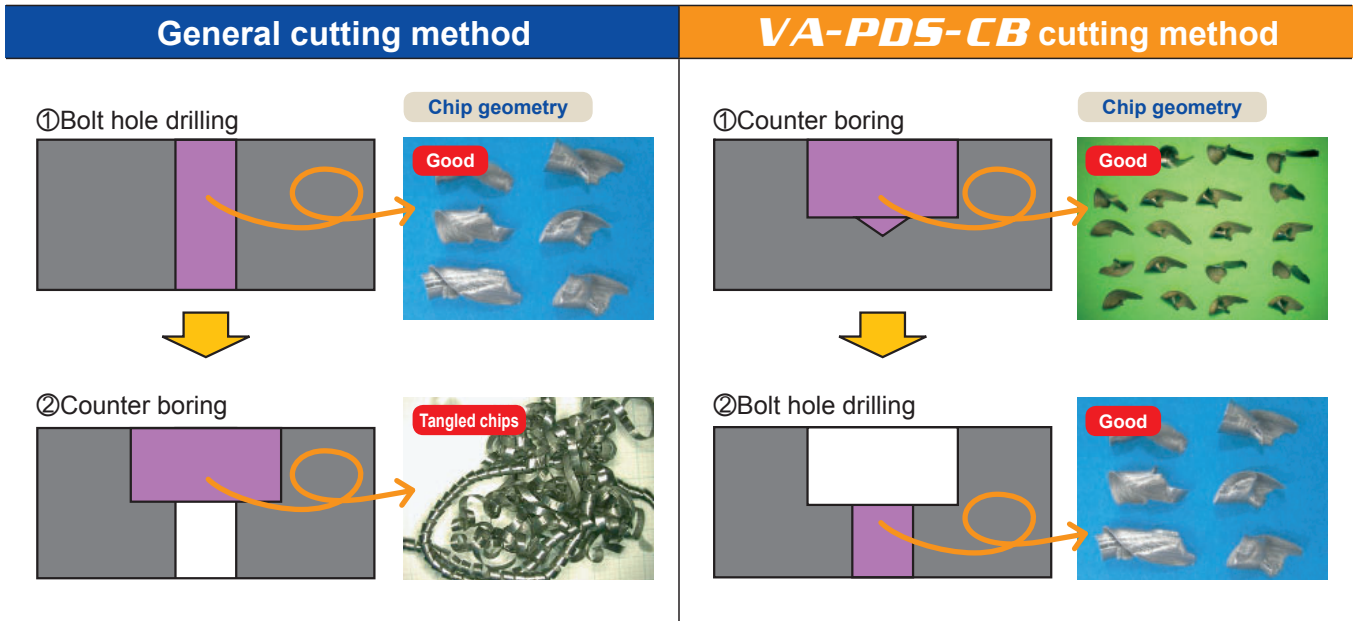 General cutting method
VA-PDS-CB cutting method
①Bolt hole drilling
Chip geometry
Good
②Counter boring
Tangled chips
①Counter boring
Chip geometry
Good
②Bolt hole drilling
Good